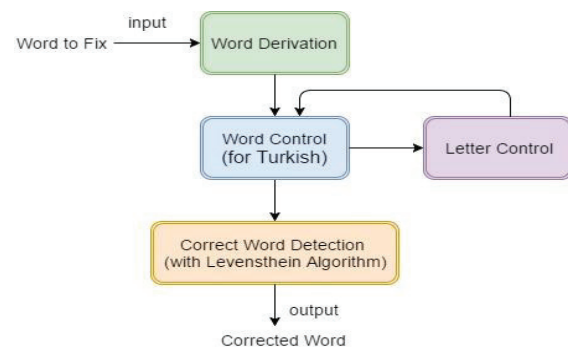 input
Word to Fix
Word Derivation
Word Control
(for Turkish)
Letter Control
Correct Word Detection
(with Levensthein Algorithm)
output
Corrected Word